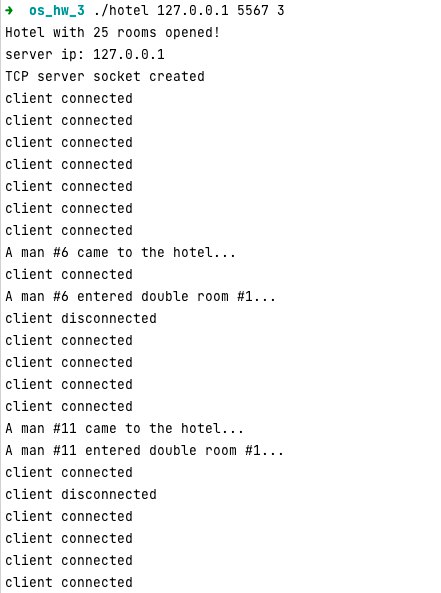 → os_hw_3 ./hotel 127.0.0.1 5567 3
Hotel with 25 rooms opened!
server ip: 127.0.0.1
TCP server socket created
client connected
client connected
client connected
client connected
client connected
client connected
client connected
A man #6 came to the hotel...
client connected
A man #6 entered double room #1...
client disconnected
client connected
client connected
client connected
client connected
A man #11 came to the hotel...
A man #11 entered double room #1...
client connected
client disconnected
client connected
client connected
client connected
client connected